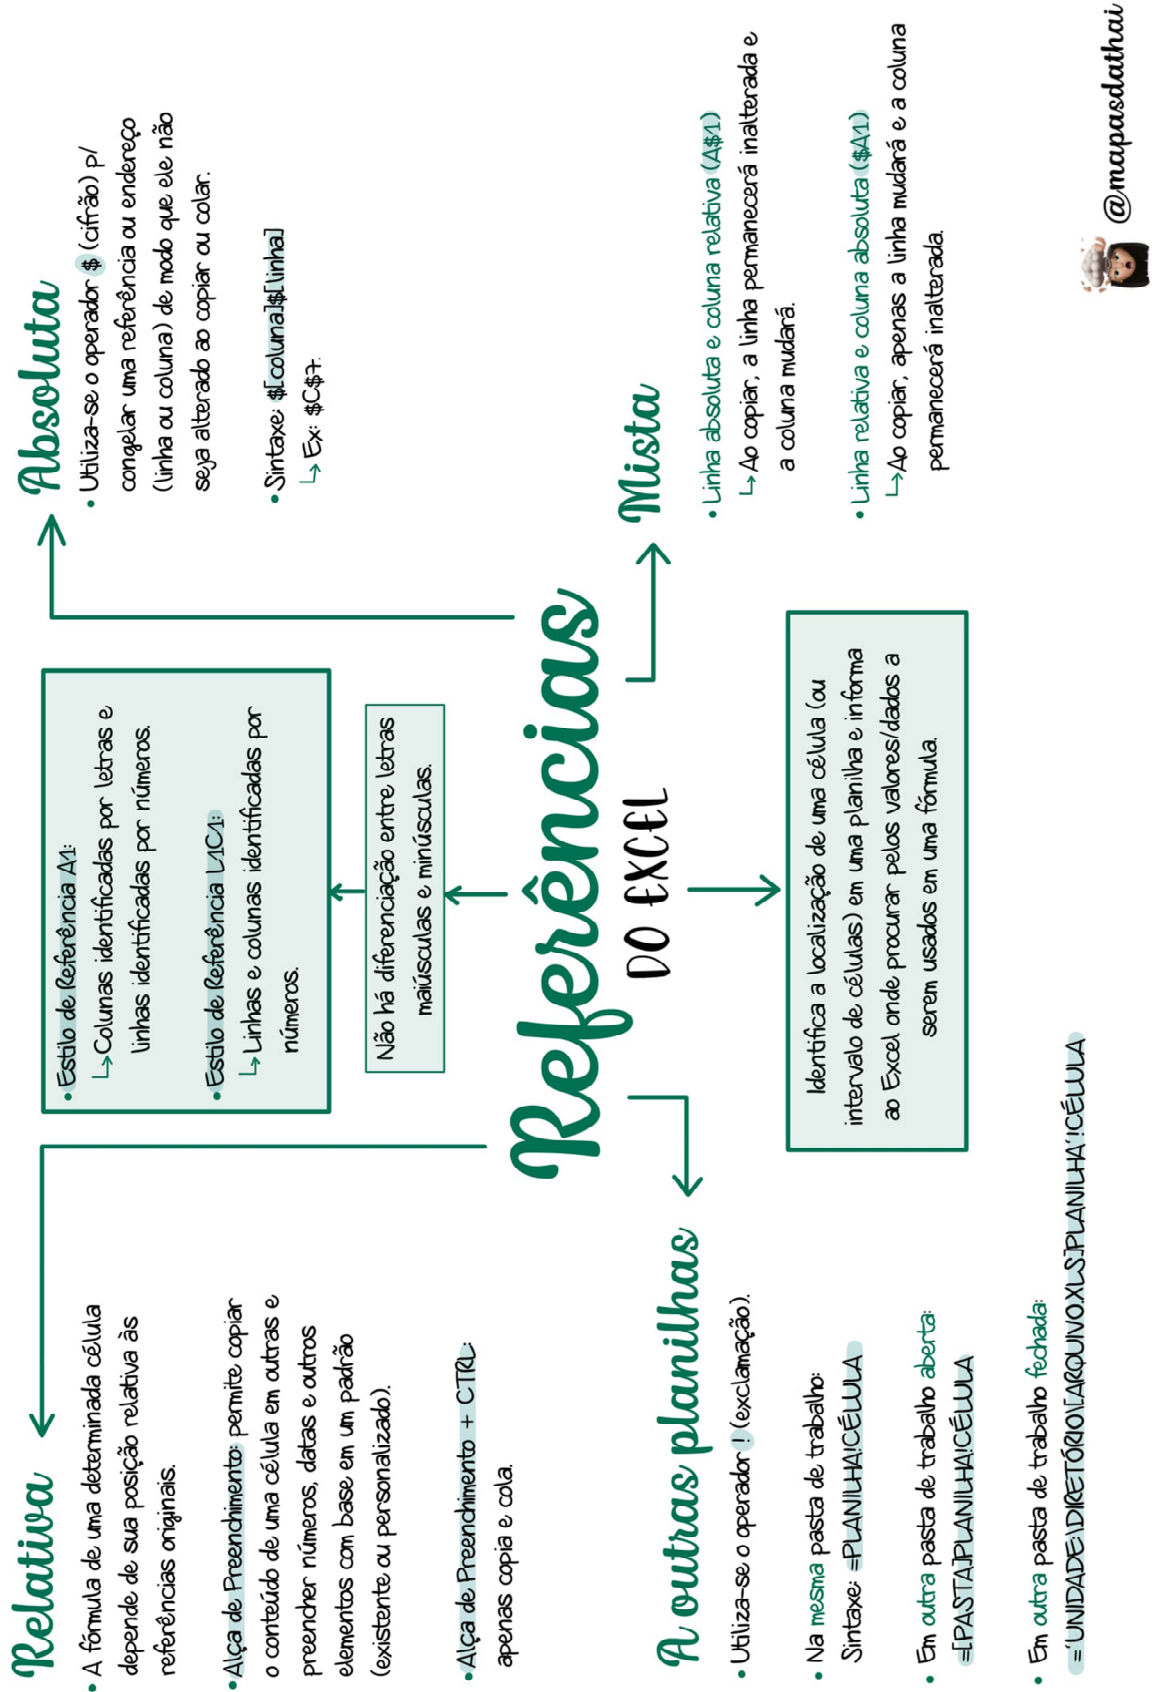 Relativa
• A fórmula de uma determinada célula
depende de sua posição relativa às
referências originais.
• Alça de Preenchimento: permite copiar
o conteúdo de uma célula em outras e
preencher números, datas e outros
elementos com base em um padrão
(existente ou personalizado).
• Alça de Preenchimento + CTRL:
apenas copia e cola.
• Estilo de Referência A1:
↳ Colunas identificadas por letras e
linhas identificadas por números.
• Estilo de Referência L1C1:
↳ Linhas e colunas identificadas por
números.
Não há diferenciação entre letras
maiúsculas e minúsculas.
Absoluta
• Utiliza-se o operador $ (cifrão) p/
congelar uma referência ou endereço
(linha ou coluna) de modo que ele não
seja alterado ao copiar ou colar.
• Sintaxe: $[coluna]$[linha]
↳ Ex: $C$7.
Referências
DO EXCEL
A outras planilhas
• Utiliza-se o operador ! (exclamação).
• Na mesma pasta de trabalho:
Sintaxe: =PLANILHA!CÉLULA
• Em outra pasta de trabalho aberta:
=[PASTA]PLANILHA!CÉLULA
• Em outra pasta de trabalho fechada:
='UNIDADE:\DIRETÓRIO\[ARQUIVO.XLS]PLANILHA'!CÉLULA
Identifica a localização de uma célula (ou
intervalo de células) em uma planilha e informa
ao Excel onde procurar pelos valores/dados a
serem usados em uma fórmula.
Mista
• Linha absoluta e coluna relativa (A$1)
↳ Ao copiar, a linha permanecerá inalterada e
a coluna mudará.
• Linha relativa e coluna absoluta ($A1)
↳ Ao copiar, apenas a linha mudará e a coluna
permanecerá inalterada.
@mapasdathai